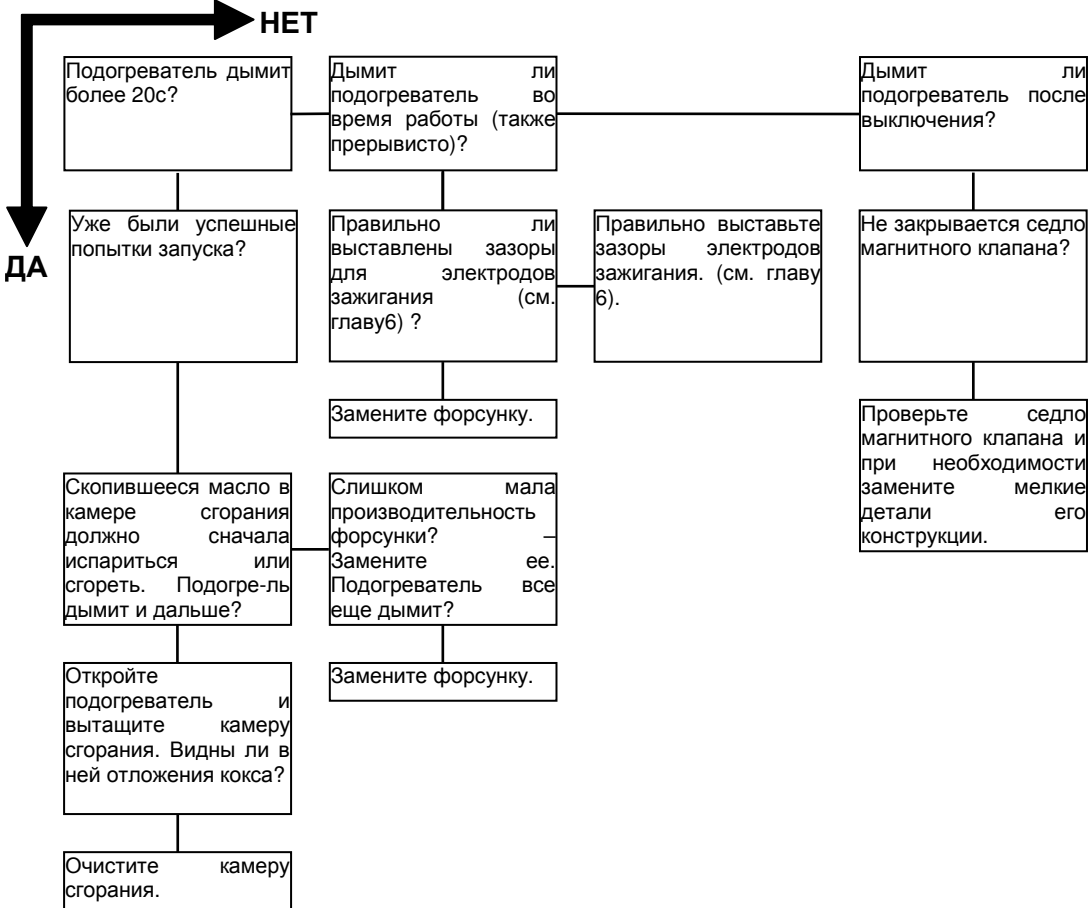 НЕТ
ДА
Подогреватель дымит
более 20с?
Дымит ли
подогреватель во
время работы (также
прерывисто)?
Дымит ли
подогреватель после
выключения?
Уже были успешные
попытки запуска?
Правильно ли
выставлены зазоры
для электродов
зажигания (см.
главу6) ?
Правильно выставьте
зазоры электродов
зажигания. (см. главу
6).
Не закрывается седло
магнитного клапана?
Замените форсунку.
Проверьте седло
магнитного клапана и
при необходимости
замените мелкие
детали его
конструкции.
Скопившееся масло в
камере сгорания
должно сначала
испариться или
сгореть. Подогре-ль
дымит и дальше?
Слишком мала
производительность
форсунки? –
Замените ее.
Подогреватель все
еще дымит?
Откройте
подогреватель и
вытащите камеру
сгорания. Видны ли в
ней отложения кокса?
Замените форсунку.
Очистите камеру
сгорания.